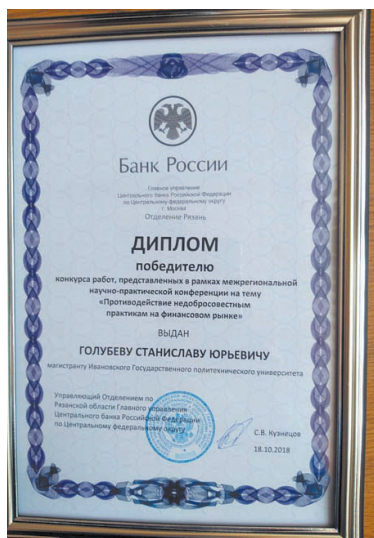 Банк России
Главное управление
Центрального банка Российской Федерации
по Центральному федеральному округу
г. Москва
Отделение Рязань
ДИПЛОМ
победителю
конкурса работ, представленных в рамках межрегиональной
научно-практической конференции на тему
«Противодействие недобросовестным
практикам на финансовом рынке»
ВЫДАН
ГОЛУБЕВУ СТАНИСЛАВУ ЮРЬЕВИЧУ
магистранту Ивановского Государственного политехнического университета
Управляющий Отделением по
Рязанской области Главного управления
Центрального банка Российской Федерации
по Центральному федеральному округу
С.В. Кузнецов
18.10.2018